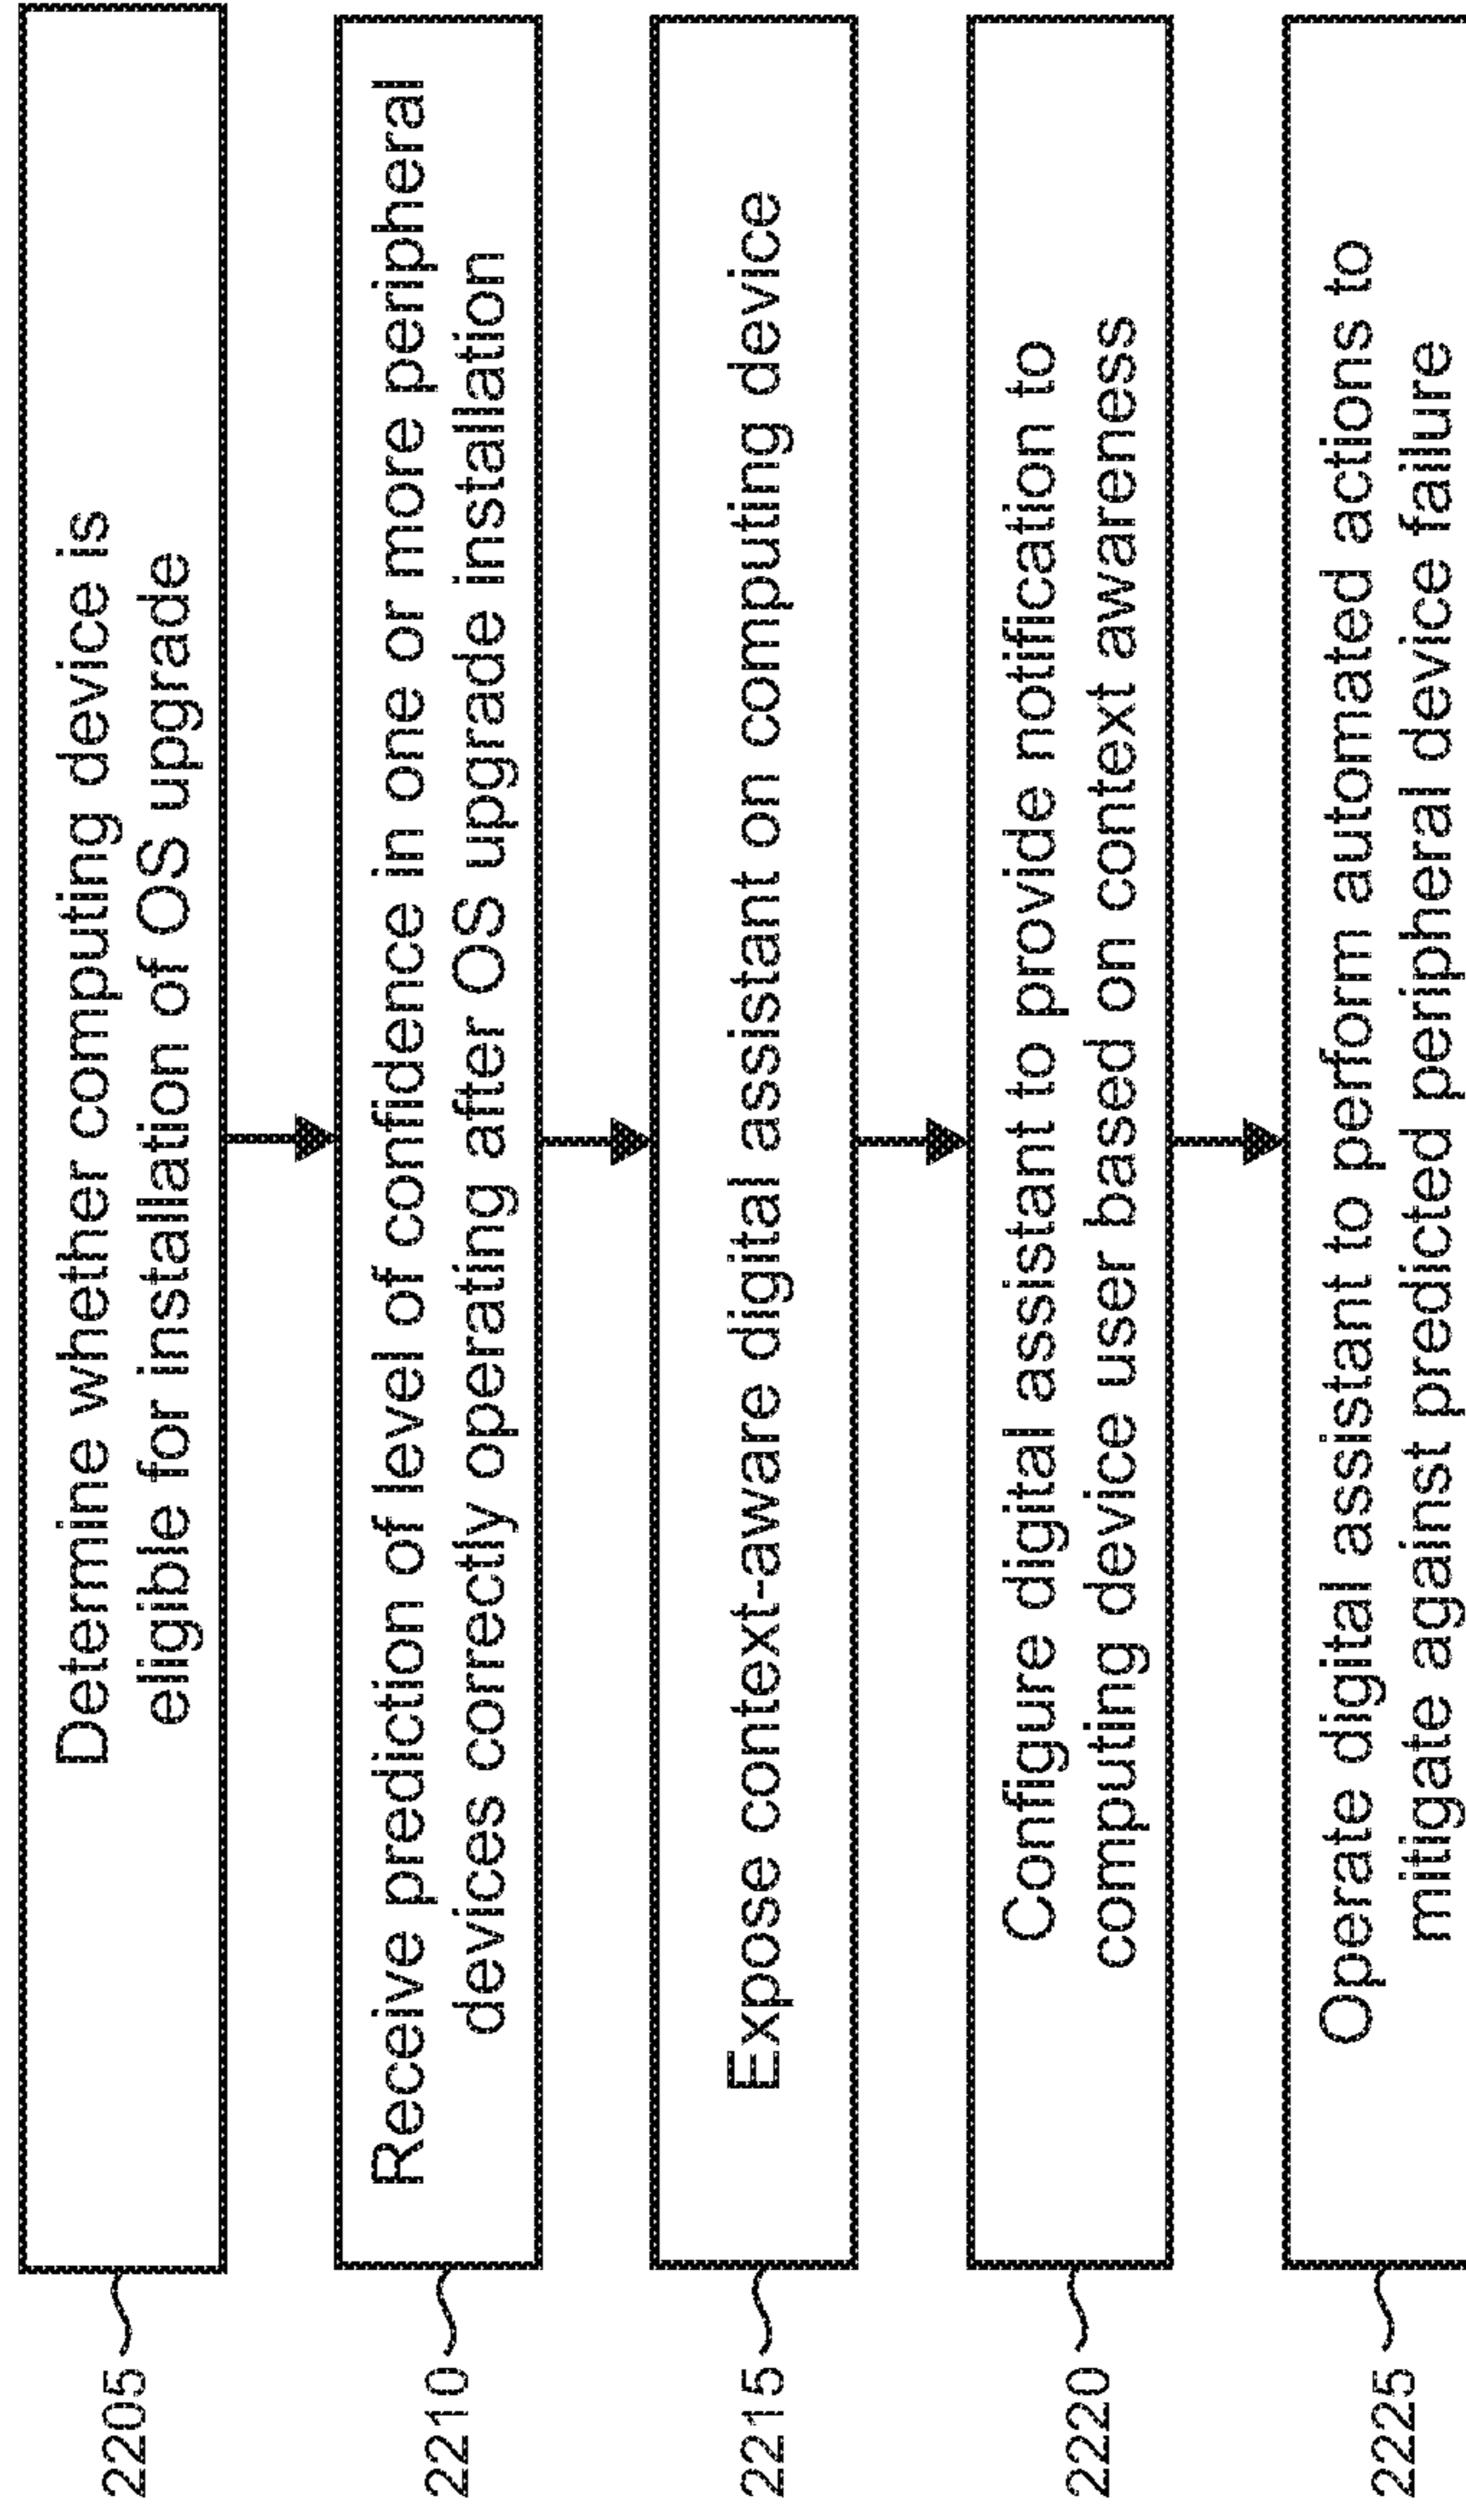 2205
Determine whether computing device is
eligible for installation of OS upgrade
2210
Receive prediction of level of confidence in one or more peripheral
devices correctly operating after OS upgrade installation
2215
Expose context-aware digital assistant on computing device
2220
Configure digital assistant to provide notification to
computing device user based on context awareness
2225
Operate digital assistant to perform automated actions to
mitigate against predicted peripheral device failure